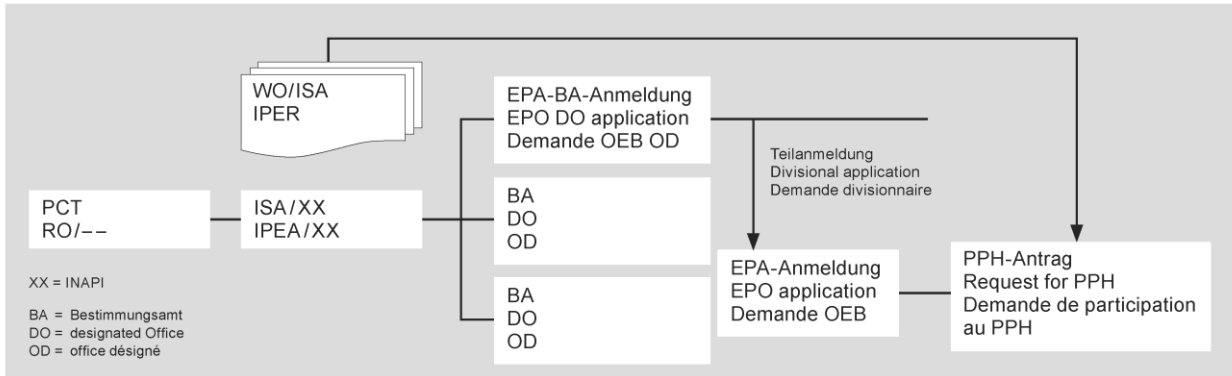 WO/ISA
IPER
EPA-BA-Anmeldung
EPO DO application
Demande OEB OD
Teilanmeldung
Divisional application
Demande divisionnaire
PCT
RO/– –
ISA/XX
IPEA/XX
BA
DO
OD
EPA-Anmeldung
EPO application
Demande OEB
PPH-Antrag
Request for PPH
Demande de participation
au PPH
BA
DO
OD
XX = INAPI
BA = Bestimmungsamt
DO = designated Office
OD = office désigné